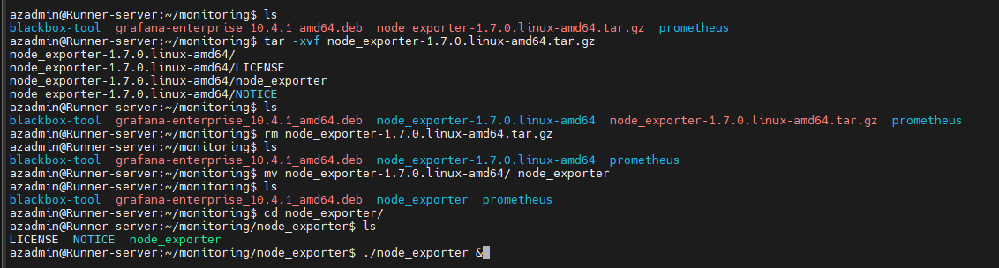 azadmin@Runner-server:~/monitoring$ ls
blackbox-tool  grafana-enterprise_10.4.1_amd64.deb  node_exporter-1.7.0.linux-amd64.tar.gz  prometheus
azadmin@Runner-server:~/monitoring$ tar -xvf node_exporter-1.7.0.linux-amd64.tar.gz
node_exporter-1.7.0.linux-amd64/
node_exporter-1.7.0.linux-amd64/LICENSE
node_exporter-1.7.0.linux-amd64/node_exporter
node_exporter-1.7.0.linux-amd64/NOTICE
azadmin@Runner-server:~/monitoring$ ls
blackbox-tool  grafana-enterprise_10.4.1_amd64.deb  node_exporter-1.7.0.linux-amd64  node_exporter-1.7.0.linux-amd64.tar.gz  prometheus
azadmin@Runner-server:~/monitoring$ rm node_exporter-1.7.0.linux-amd64.tar.gz
azadmin@Runner-server:~/monitoring$ ls
blackbox-tool  grafana-enterprise_10.4.1_amd64.deb  node_exporter-1.7.0.linux-amd64  prometheus
azadmin@Runner-server:~/monitoring$ mv node_exporter-1.7.0.linux-amd64/ node_exporter
azadmin@Runner-server:~/monitoring$ ls
blackbox-tool  grafana-enterprise_10.4.1_amd64.deb  node_exporter  prometheus
azadmin@Runner-server:~/monitoring$ cd node_exporter/
azadmin@Runner-server:~/monitoring/node_exporter$ ls
LICENSE  NOTICE  node_exporter
azadmin@Runner-server:~/monitoring/node_exporter$ ./node_exporter &